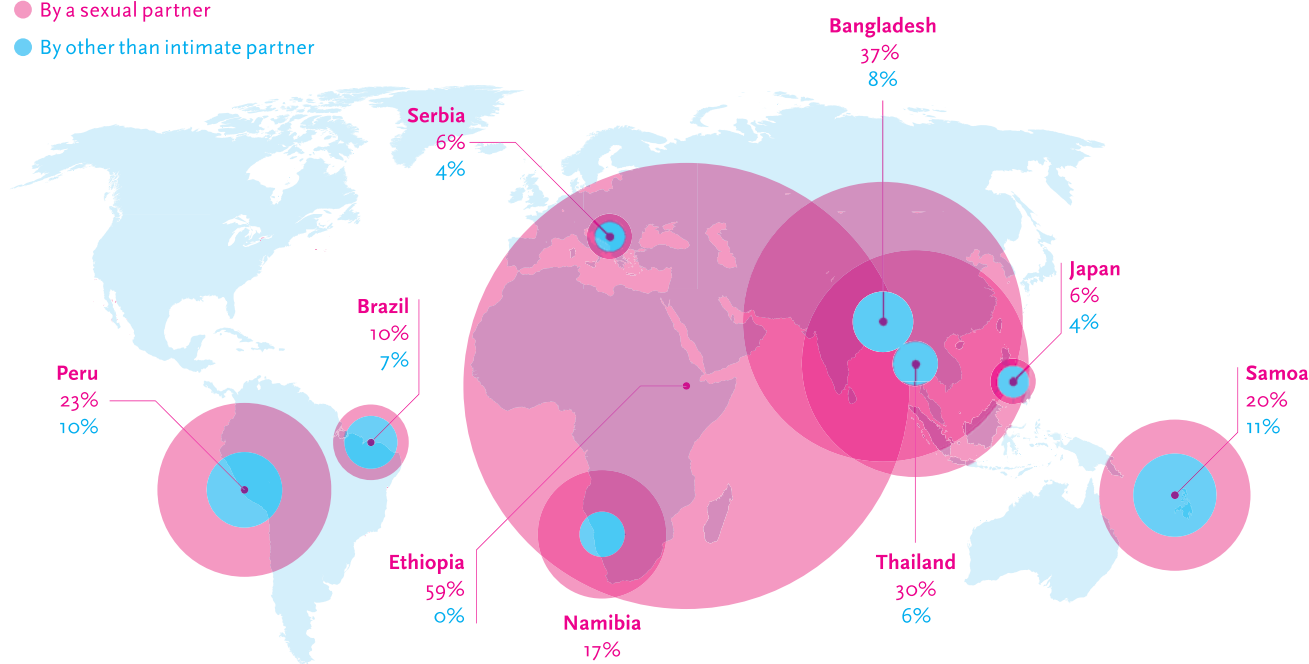 By a sexual partner
By other than intimate partner
Bangladesh
37%
8%
Serbia
6%
4%
Japan
6%
4%
Brazil
10%
7%
Peru
23%
10%
Samoa
20%
11%
Ethiopia
59%
0%
Thailand
30%
6%
Namibia
17%